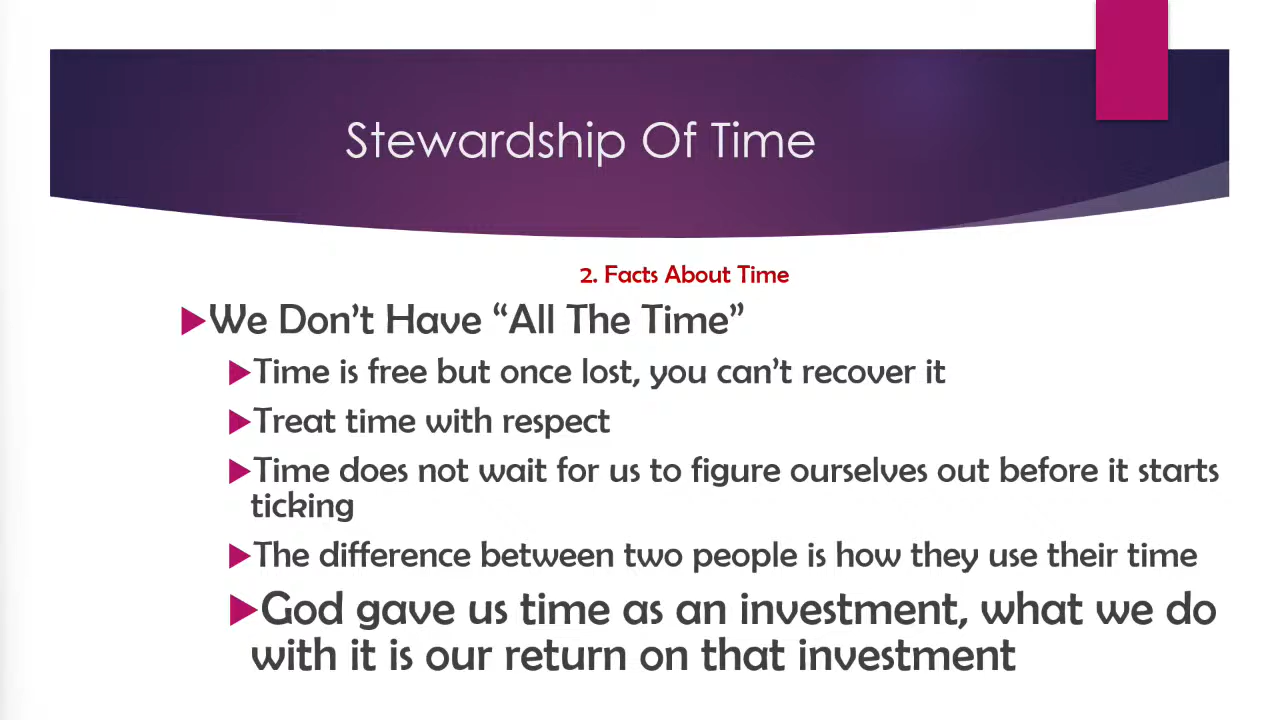 Stewardship Of Time
2. Facts About Time
We Don’t Have “All The Time”
Time is free but once lost, you can’t recover it
Treat time with respect
Time does not wait for us to figure ourselves out before it starts
ticking
The difference between two people is how they use their time
God gave us time as an investment, what we do
with it is our return on that investment